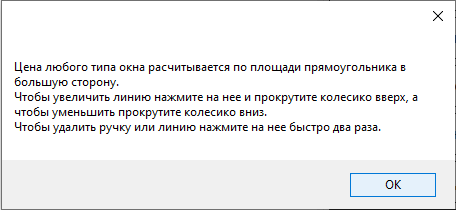 Цена любого типа окна расчитывается по площади прямоугольника в
большую сторону.
Чтобы увеличить линию нажмите на нее и прокрутите колесико вверх, а
чтобы уменьшить прокрутите колесико вниз.
Чтобы удалить ручку или линию нажмите на нее быстро два раза.
ОК